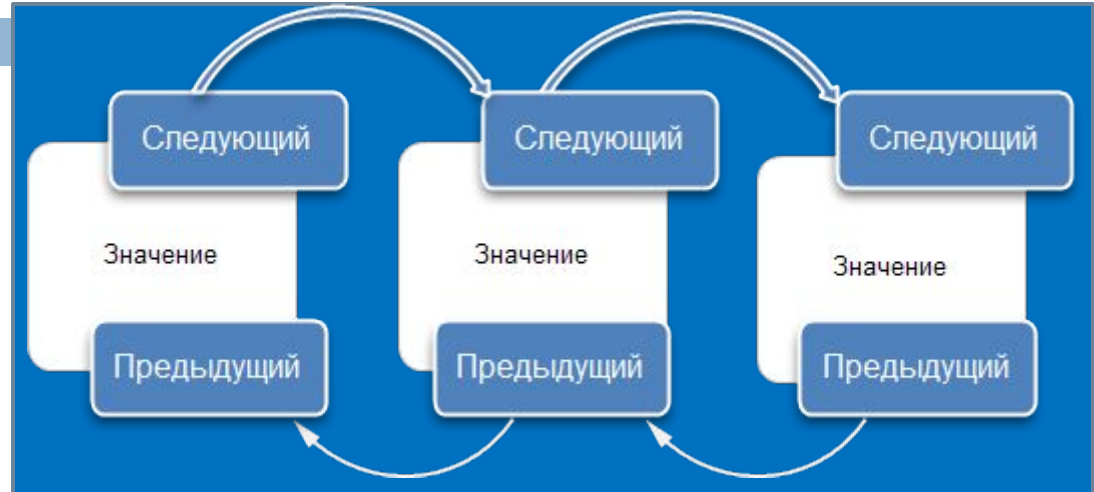 Следующий
Следующий
Следующий
Значение
Значение
Значение
Предыдущий
Предыдущий
Предыдущий